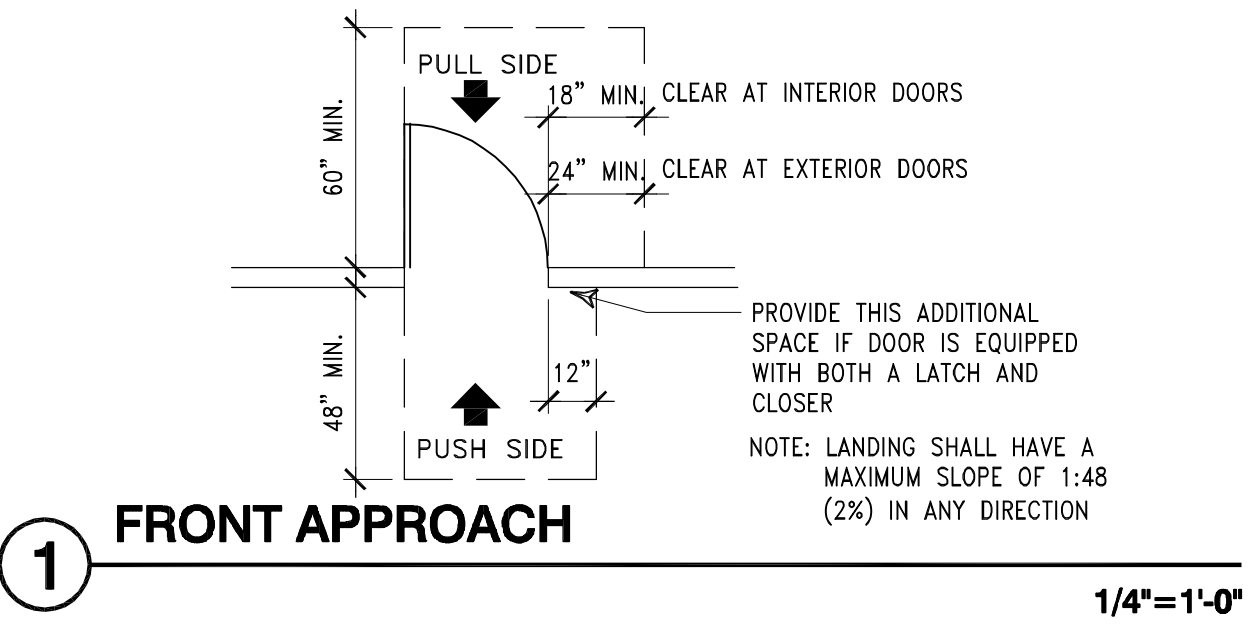 PULL SIDE
18” MIN. CLEAR AT INTERIOR DOORS
60” MIN.
24” MIN. CLEAR AT EXTERIOR DOORS
PROVIDE THIS ADDITIONAL
SPACE IF DOOR IS EQUIPPED
WITH BOTH A LATCH AND
CLOSER
48” MIN.
12”
PUSH SIDE
NOTE: LANDING SHALL HAVE A
MAXIMUM SLOPE OF 1:48
(2%) IN ANY DIRECTION
1
FRONT APPROACH
1/4"=1'-0"